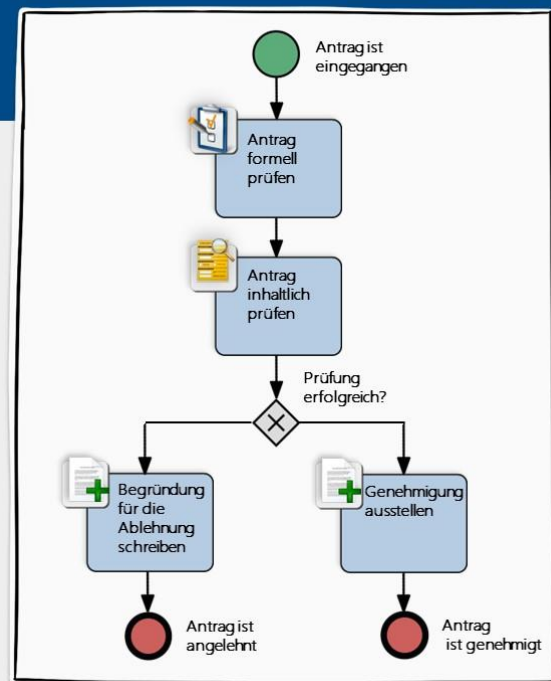 Antrag ist
eingegangen
Antrag
formell
prüfen
Antrag
inhaltlich
prüfen
Prüfung
erfolgreich?
Begründung
für die
Ablehnung
schreiben
Genehmigung
ausstellen
Antrag ist
angelehnt
Antrag
ist genehmigt